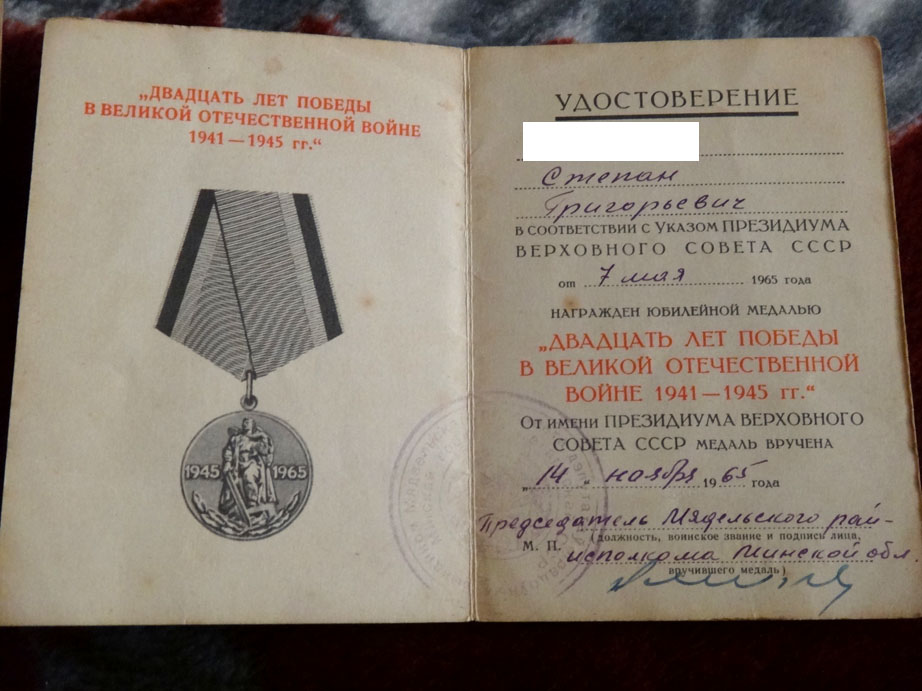 „ДВАДЦАТЬ ЛЕТ ПОБЕДЫ
В ВЕЛИКОЙ ОТЕЧЕСТВЕННОЙ ВОЙНЕ
1941 — 1945 гг.“
1945 1965
УДОСТОВЕРЕНИЕ
Степан
Григорьевич
В СООТВЕТСТВИИ С УКАЗОМ ПРЕЗИДИУМА
ВЕРХОВНОГО СОВЕТА СССР
от 7 мая 1965 года
НАГРАЖДЕН ЮБИЛЕЙНОЙ МЕДАЛЬЮ
„ДВАДЦАТЬ ЛЕТ ПОБЕДЫ
В ВЕЛИКОЙ ОТЕЧЕСТВЕННОЙ
ВОЙНЕ 1941 — 1945 гг.“
ОТ ИМЕНИ ПРЕЗИДИУМА ВЕРХОВНОГО
СОВЕТА СССР МЕДАЛЬ ВРУЧЕНА
„14“ ноября 1965 года
Председатель Мядельского рай-
(должность, воинское звание и подпись лица,
М. П. исполкома Минской обл.
вручившего медаль)